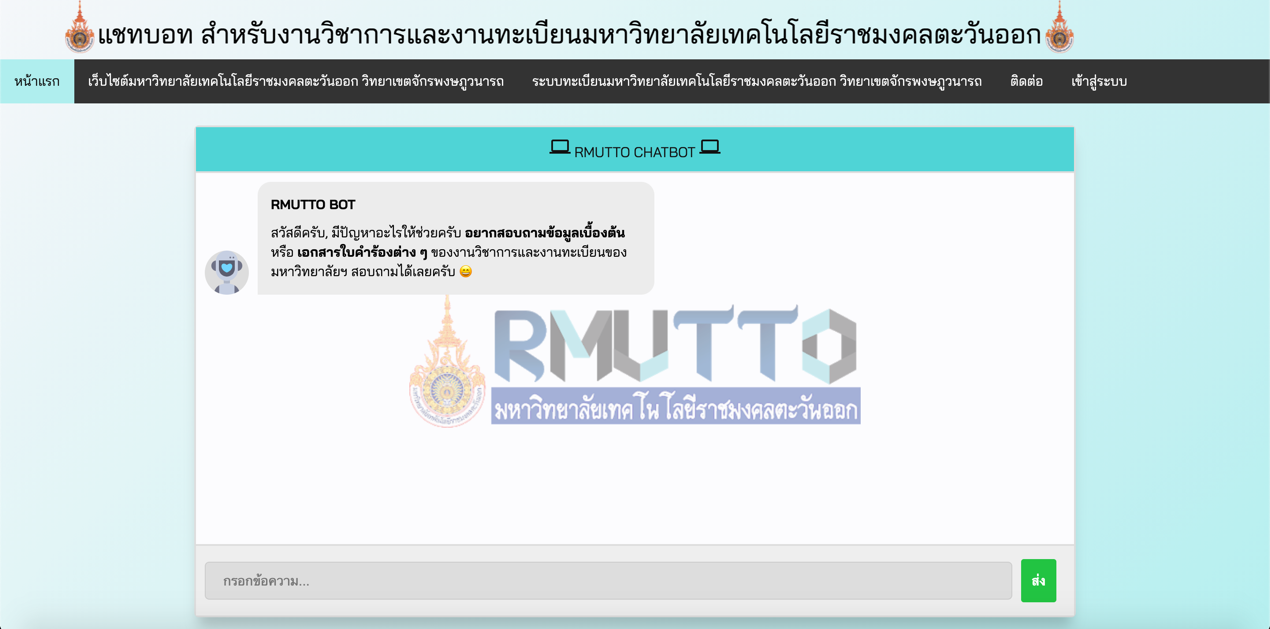 แชทบอท สำหรับงานวิชาการและงานทะเบียนมหาวิทยาลัยเทคโนโลยีราชมงคลตะวันออก
หน้าแรก เว็บไซต์มหาวิทยาลัยเทคโนโลยีราชมงคลตะวันออก วิทยาเขตจักรพงษภูวนารถ ระบบทะเบียนมหาวิทยาลัยเทคโนโลยีราชมงคลตะวันออก วิทยาเขตจักรพงษภูวนารถ ติดต่อ เข้าสู่ระบบ
RMUTTO CHATBOT
RMUTTO BOT
สวัสดีครับ, มีปัญหาอะไรให้ช่วยครับ อยากสอบถามข้อมูลเบื้องต้น
หรือ เอกสารใบคำร้องต่าง ๆ ของงานวิชาการและงานทะเบียนของ
มหาวิทยาลัยฯ สอบถามได้เลยครับ 😄
RMUTTO
มหาวิทยาลัยเทคโนโลยีราชมงคลตะวันออก
กรอกข้อความ... ส่ง